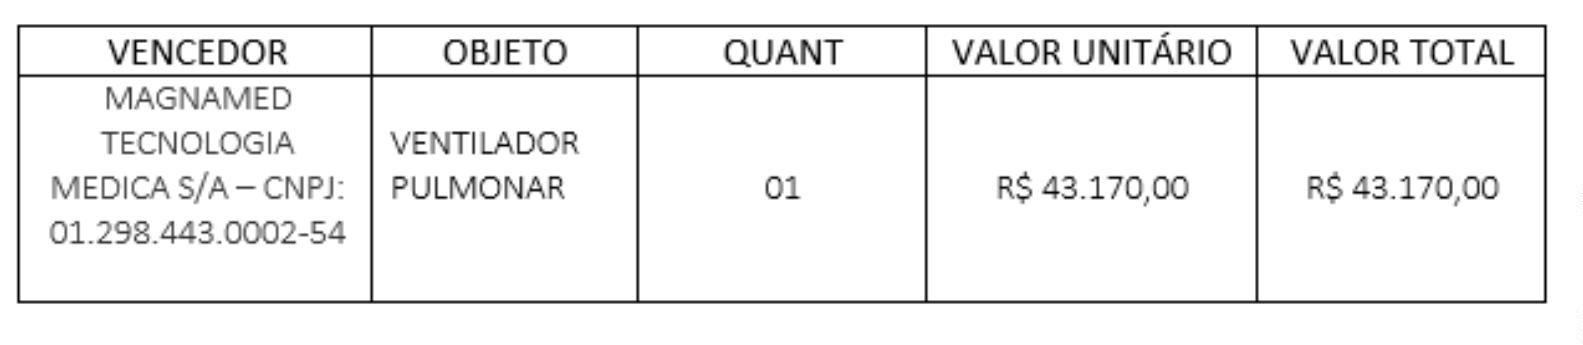 VENCEDOR OBJETO QUANT VALOR UNITÁRIO VALOR TOTAL
MAGNAMED
TECNOLOGIA
MEDICA S/A – CNPJ:
01.298.443.0002-54
VENTILADOR
PULMONAR
01
R$ 43.170,00
R$ 43.170,00